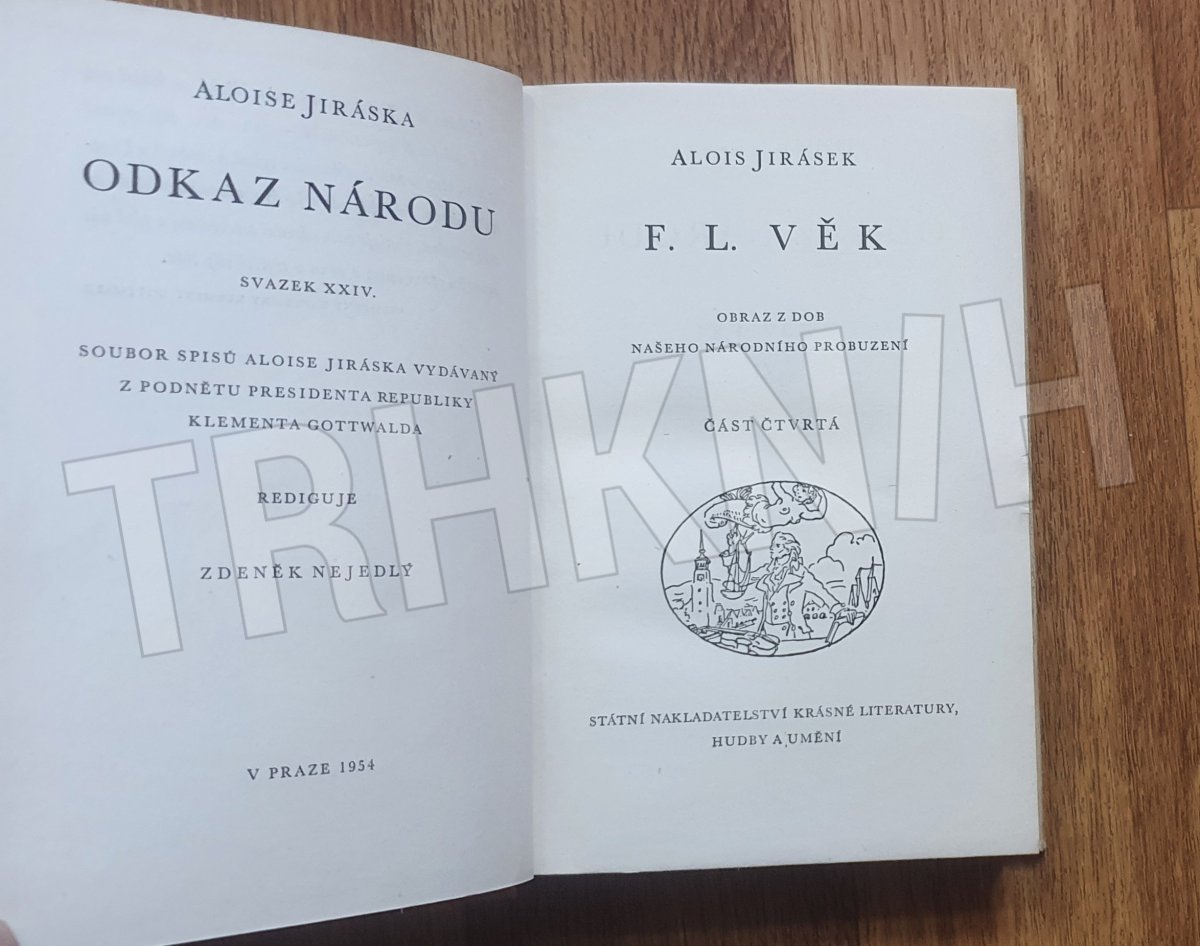 ALOISE JIRÁSKA
ODKAZ NÁRODU
SVAZEK XXIV.
SOUBOR SPISŮ ALOISE JIRÁSKA VYDÁVANÝ
Z PODNĚTU PRESIDENTA REPUBLIKY
KLEMENTA GOTTWALDA
REDIGUJE
ZDENĚK NEJEDLÝ
V PRAZE 1954
ALOIS JIRÁSEK
F. L. VĚK
OBRAZ Z DOB
NAŠEHO NÁRODNÍHO PROBUZENÍ
ČÁST ČTVRTÁ
STÁTNÍ NAKLADATELSTVÍ KRÁSNÉ LITERATURY,
HUDBY A UMĚNÍ
TRHKNIH